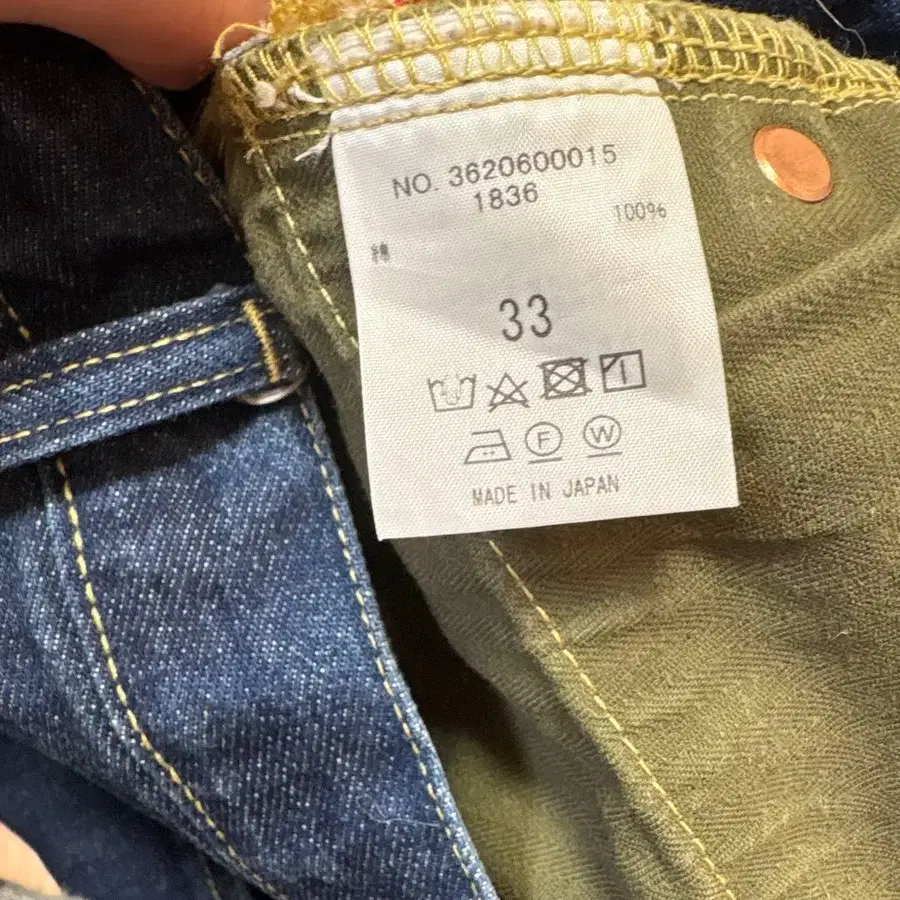 NO. 3620600015
1836
100%
綿
33
F W
MADE IN JAPAN